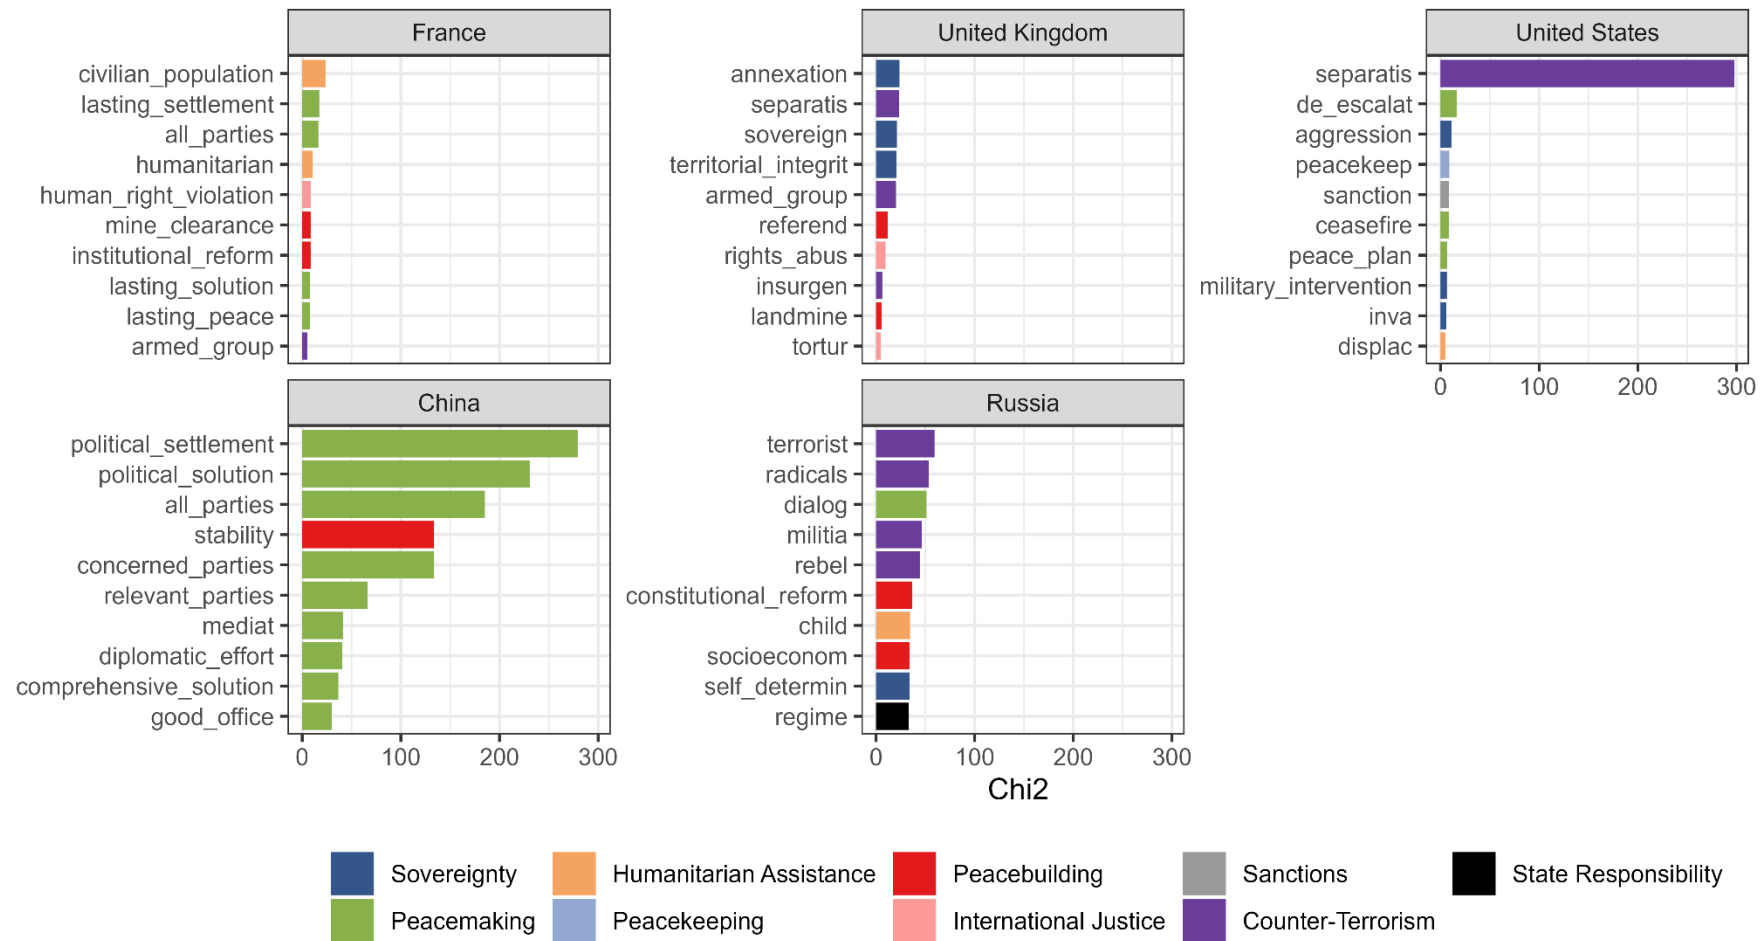 France
civilian_population
lasting_settlement
all_parties
humanitarian
human_right_violation
mine_clearance
institutional_reform
lasting_solution
lasting_peace
armed_group
United Kingdom
annexation
separatis
sovereign
territorial_integrit
armed_group
referend
rights_abus
insurgen
landmine
tortur
United States
separatis
de_escalat
aggression
peacekeep
sanction
ceasefire
peace_plan
military_intervention
inva
displac
0 100 200 300
China
political_settlement
political_solution
all_parties
stability
concerned_parties
relevant_parties
mediat
diplomatic_effort
comprehensive_solution
good_office
0 100 200 300
Russia
terrorist
radicals
dialog
militia
rebel
constitutional_reform
child
socioeconom
self_determin
regime
0 100 200 300
Chi2
Sovereignty Humanitarian Assistance Peacebuilding Sanctions State Responsibility
Peacemaking Peacekeeping International Justice Counter-Terrorism